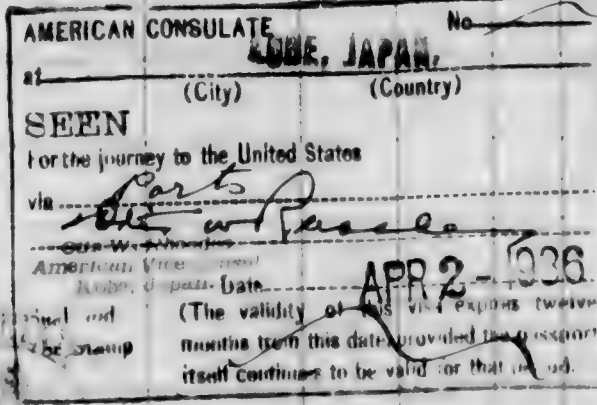 AMERICAN CONSULATE No
KOBE, JAPAN.
at
(City) (Country)
SEEN
For the journey to the United States
via Ports
American Vice Consul
Kobe, Japan. Date APR 2 - 1936
(The validity of this visa expires twelve
months from this date provided the passport
stamp
itself continues to be valid for that period.